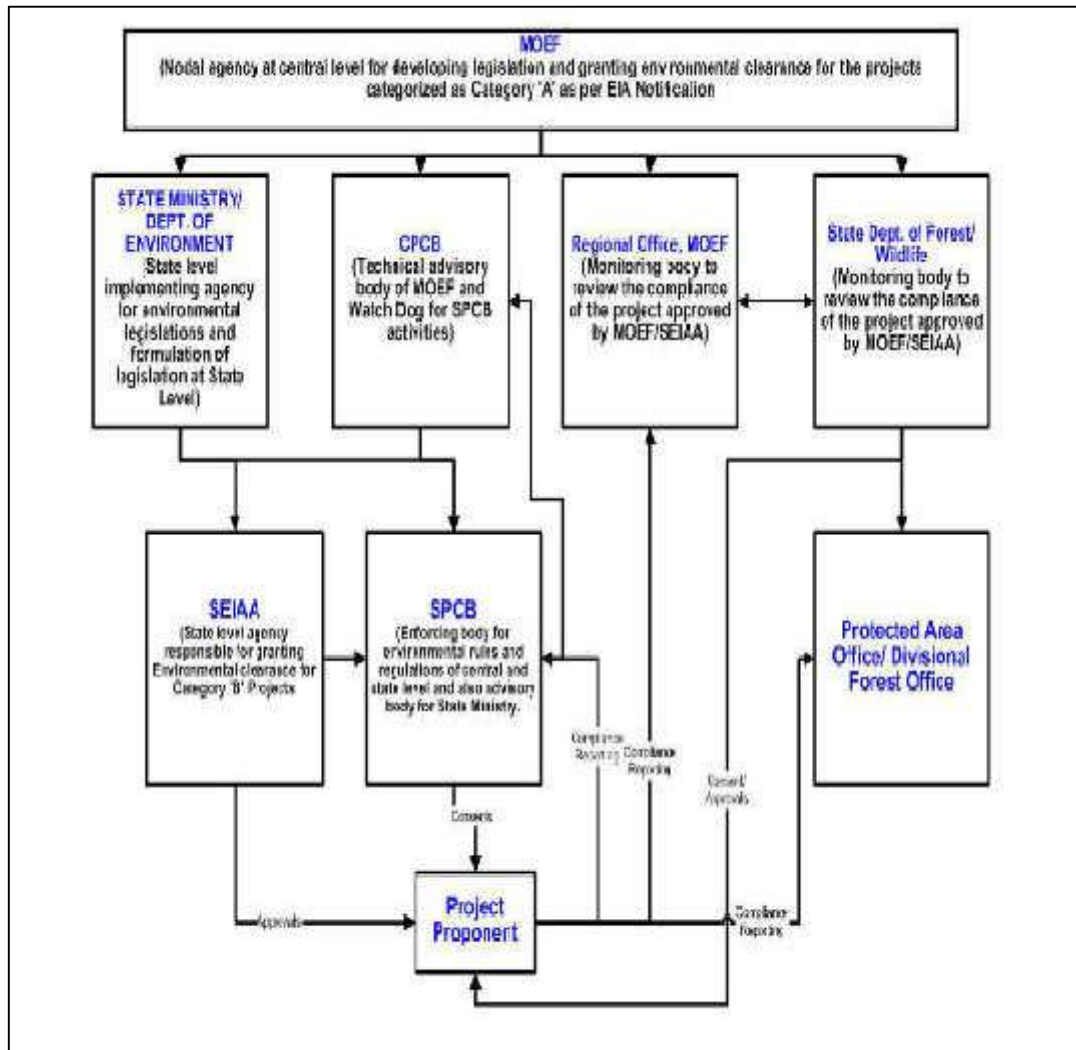 MOEF
(Nodal agency at central level for developing legislation and granting environmental clearance for the projects
categorized as Category 'A' as per EIA Notification
STATE MINISTRY/
DEPT. OF
ENVIRONMENT
State level
implementing agency
for environmental
legislations and
formulation of
legislation at State
Level)
CPCB
(Technical advisory
body of MOEF and
Watch Dog for SPCB
activities)
Regional Office, MOEF
(Monitoring body to
review the compliance
of the project approved
by MOEF/SEIAA)
State Dept. of Forest/
Wildlife
(Monitoring body to
review the compliance
of the project approved
by MOEF/SEIAA)
SEIAA
(State level agency
responsible for granting
Environmental clearance for
Category 'B' Projects
SPCB
(Enforcing body for
environmental rules and
regulations of central and
state level and also advisory
body for State Ministry.
Protected Area
Office/ Divisional
Forest Office
Compliance
Reporting
Compliance
Reporting
Consent/
Approvals
Consents
Project
Proponent
Approvals
Compliance
Reporting